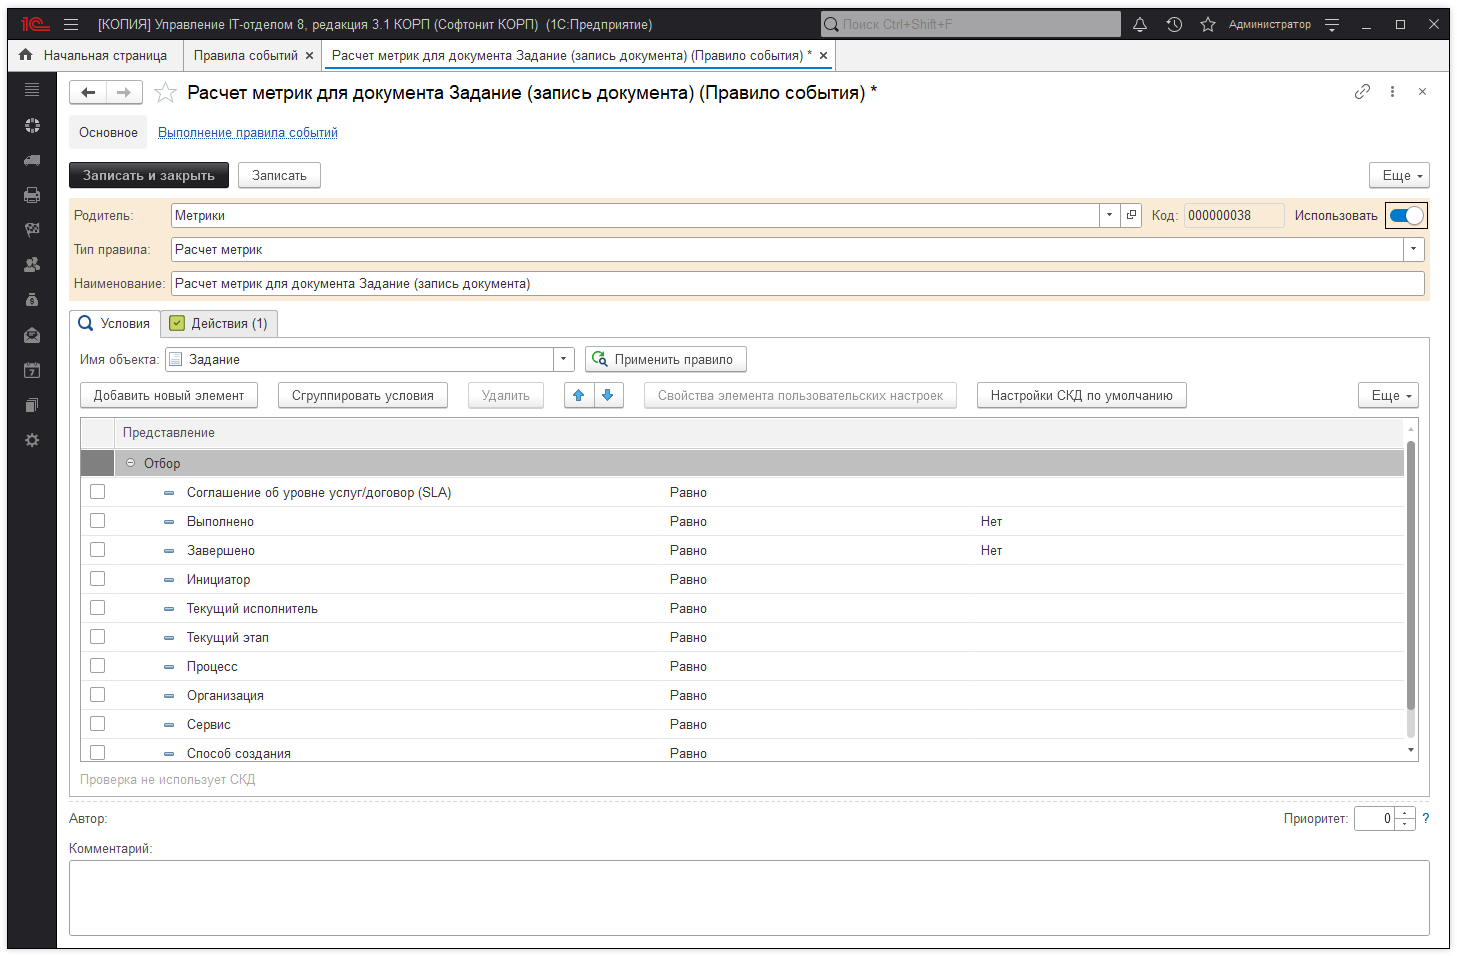 1С [КОПИЯ] Управление IT-отделом 8, редакция 3.1 КОРП (Софтонит КОРП) (1С:Предприятие) Поиск Ctrl+Shift+F Администратор
Начальная страница Правила событий × Расчет метрик для документа Задание (запись документа) (Правило события) * ×
Расчет метрик для документа Задание (запись документа) (Правило события) *
Основное Выполнение правила событий
Записать и закрыть Записать Еще
Родитель: Метрики Код: 000000038 Использовать
Тип правила: Расчет метрик
Наименование: Расчет метрик для документа Задание (запись документа)
Условия Действия (1)
Имя объекта: Задание Применить правило
Добавить новый элемент Сгруппировать условия Удалить Свойства элемента пользовательских настроек Настройки СКД по умолчанию Еще
Представление
Отбор
Соглашение об уровне услуг/договор (SLA) Равно
Выполнено Равно Нет
Завершено Равно Нет
Инициатор Равно
Текущий исполнитель Равно
Текущий этап Равно
Процесс Равно
Организация Равно
Сервис Равно
Способ создания Равно
Проверка не использует СКД
Автор: Приоритет: 0 ?
Комментарий: